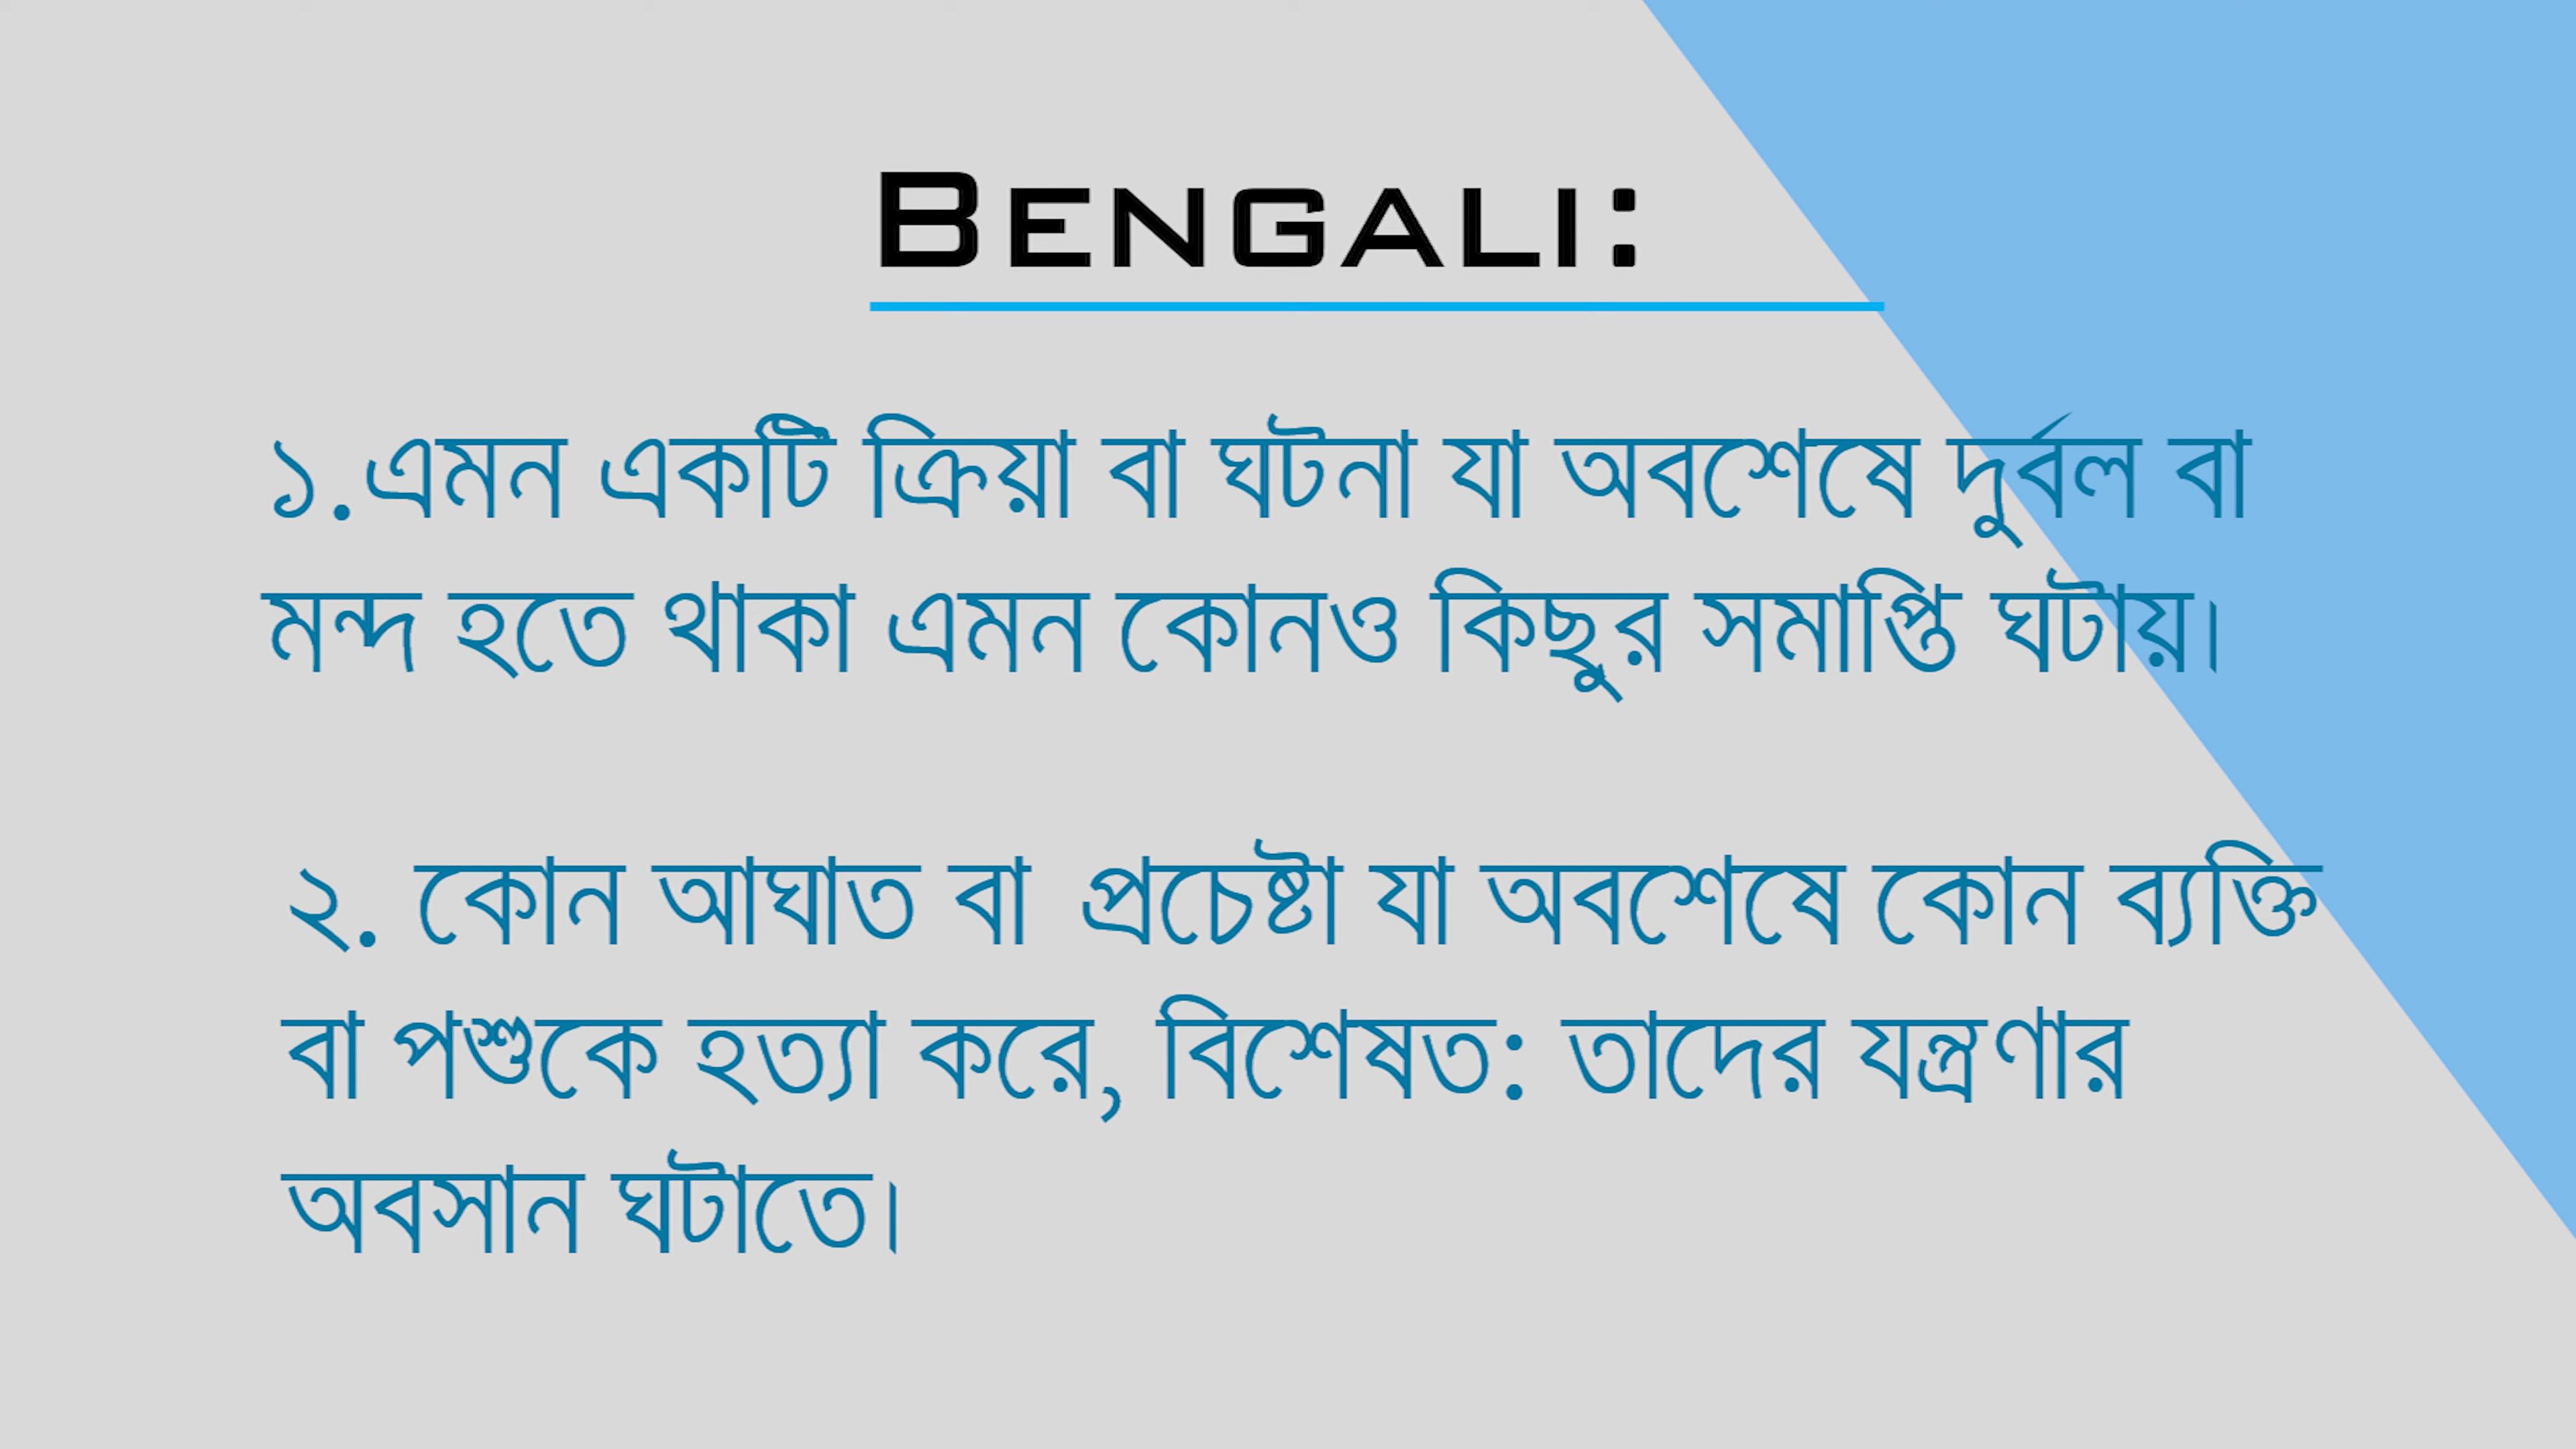 BENGALI:
১.এমন একটি ক্রিয়া বা ঘটনা যা অবশেষে দুর্বল বা
মন্দ হতে থাকা এমন কোনও কিছুর সমাপ্তি ঘটায়।
২. কোন আঘাত বা প্রচেষ্টা যা অবশেষে কোন ব্যক্তি
বা পশুকে হত্যা করে, বিশেষত: তাদের যন্ত্রণার
অবসান ঘটাতে।